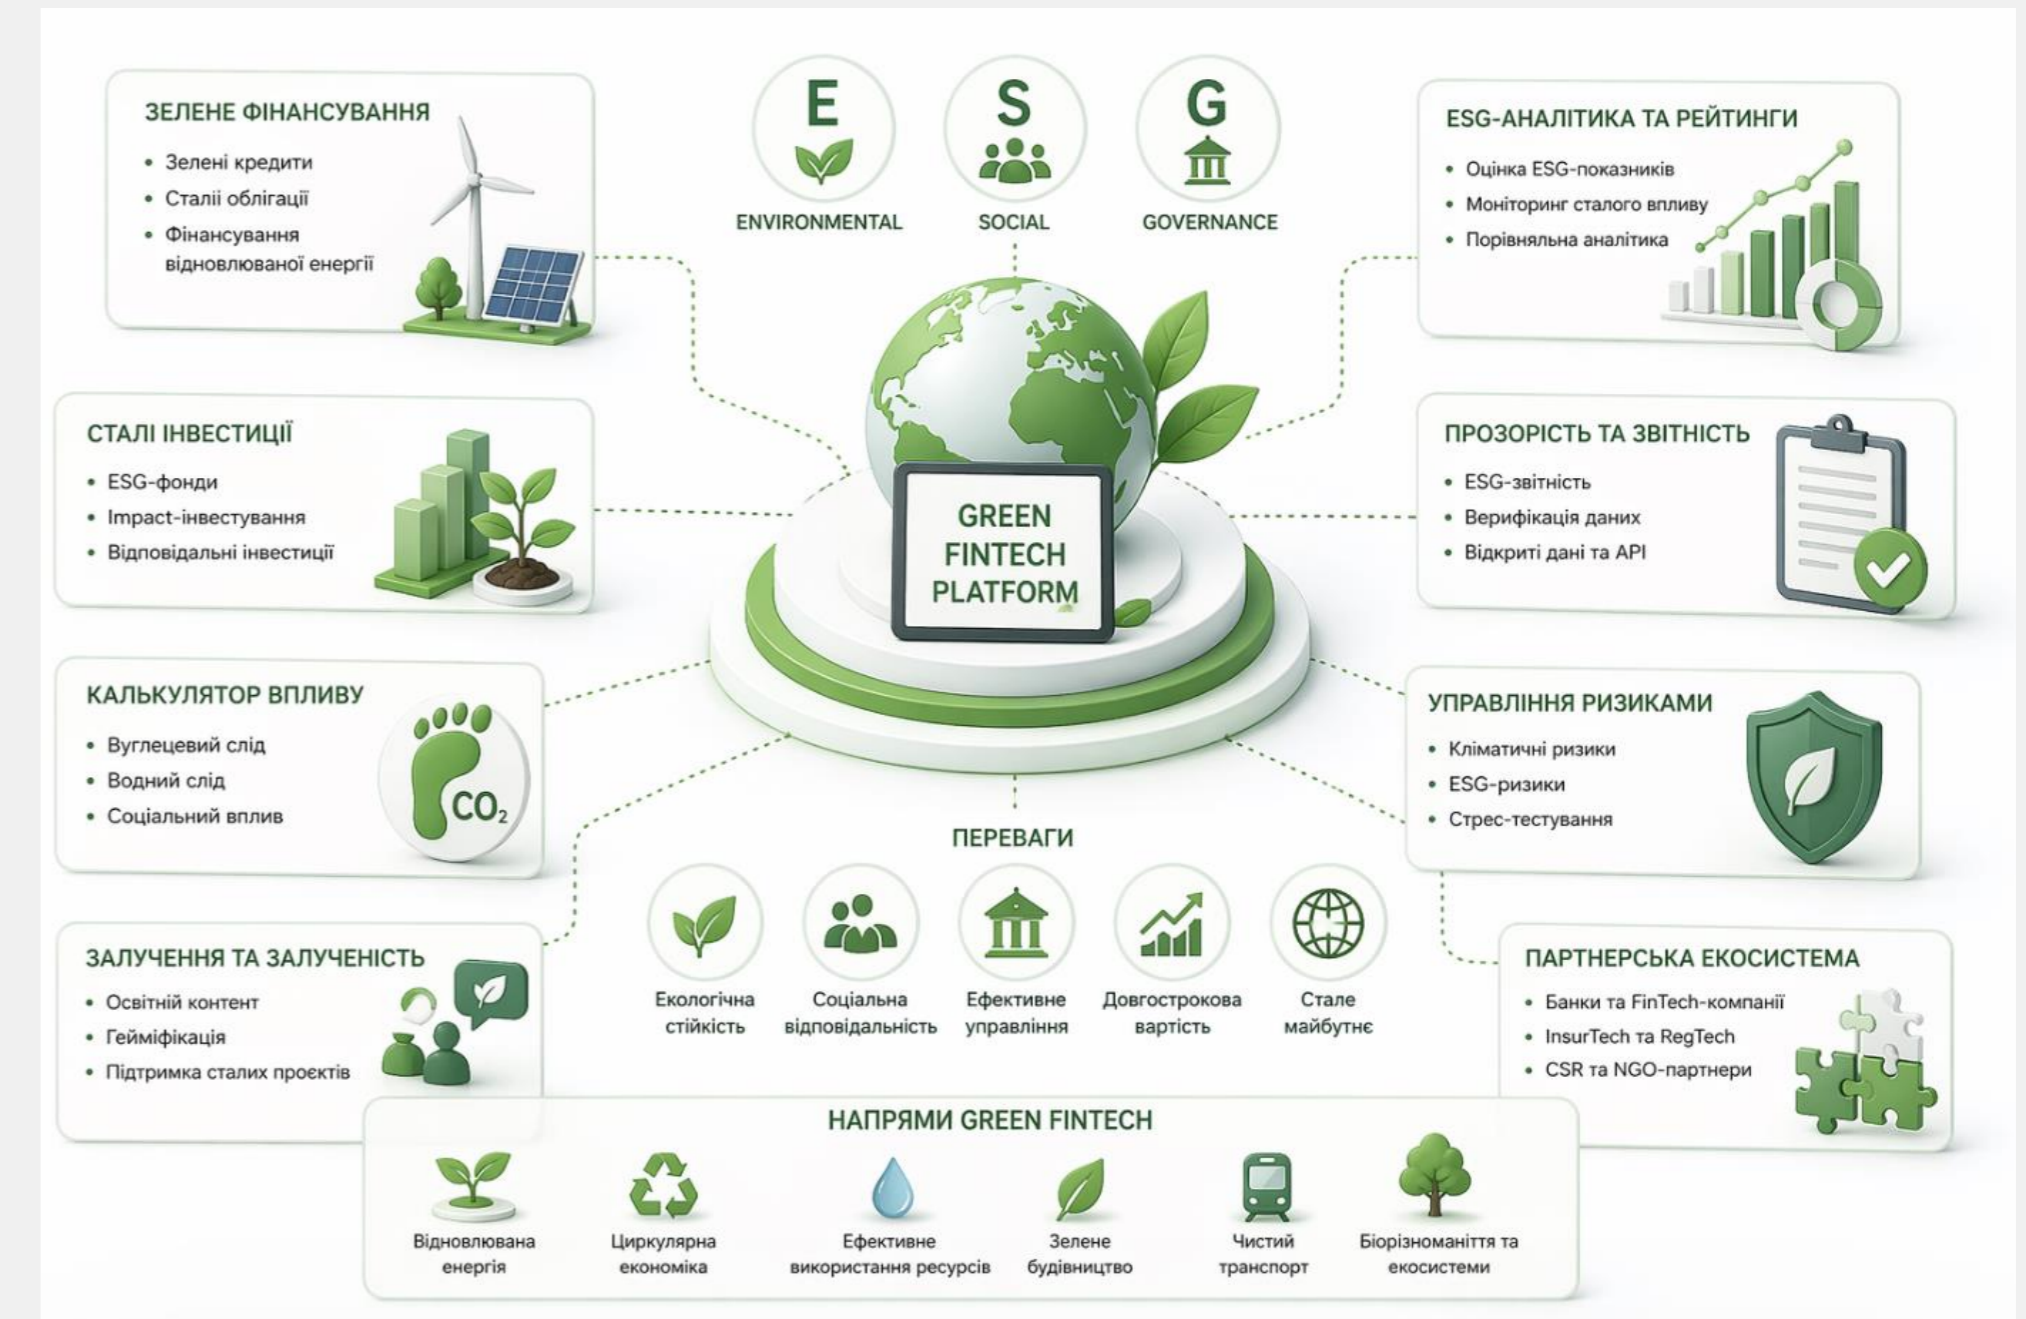 ЗЕЛЕНЕ ФІНАНСУВАННЯ
• Зелені кредити
• Сталіі облігації
• Фінансування
відновлюваної енергії
E
ENVIRONMENTAL
S
SOCIAL
G
GOVERNANCE
ESG-АНАЛІТИКА ТА РЕЙТИНГИ
• Оцінка ESG-показників
• Моніторинг сталого впливу
• Порівняльна аналітика
СТАЛІ ІНВЕСТИЦІЇ
• ESG-фонди
• Impact-інвестування
• Відповідальні інвестиції
GREEN
FINTECH
PLATFORM
ПРОЗОРІСТЬ ТА ЗВІТНІСТЬ
• ESG-звітність
• Верифікація даних
• Відкриті дані та API
КАЛЬКУЛЯТОР ВПЛИВУ
• Вуглецевий слід
• Водний слід
• Соціальний вплив
CO₂
УПРАВЛІННЯ РИЗИКАМИ
• Кліматичні ризики
• ESG-ризики
• Стрес-тестування
ЗАЛУЧЕННЯ ТА ЗАЛУЧЕНІСТЬ
• Освітній контент
• Гейміфікація
• Підтримка сталих проєктів
ПЕРЕВАГИ
Екологічна
стійкість
Соціальна
відповідальність
Ефективне
управління
Довгострокова
вартість
Стале
майбутнє
ПАРТНЕРСЬКА ЕКОСИСТЕМА
• Банки та FinTech-компанії
• InsurTech та RegTech
• CSR та NGO-партнери
НАПРЯМИ GREEN FINTECH
Відновлювана
енергія
Циркулярна
економіка
Ефективне
використання ресурсів
Зелене
будівництво
Чистий
транспорт
Біорізноманіття та
екосистеми